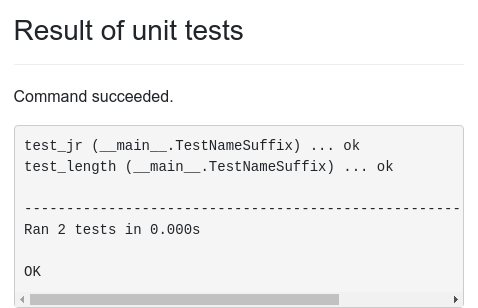 Result of unit tests
Command succeeded.
test_jr (__main__.TestNameSuffix) ... ok
test_length (__main__.TestNameSuffix) ... ok
----------------------------------------------------
Ran 2 tests in 0.000s
OK